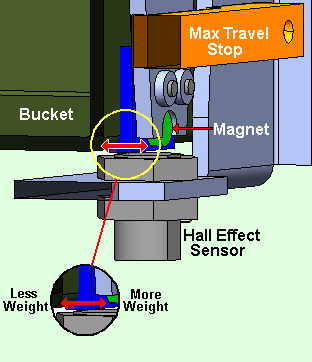 Max Travel
Stop
Bucket
Magnet
Hall Effect
Sensor
Less
Weight
More
Weight